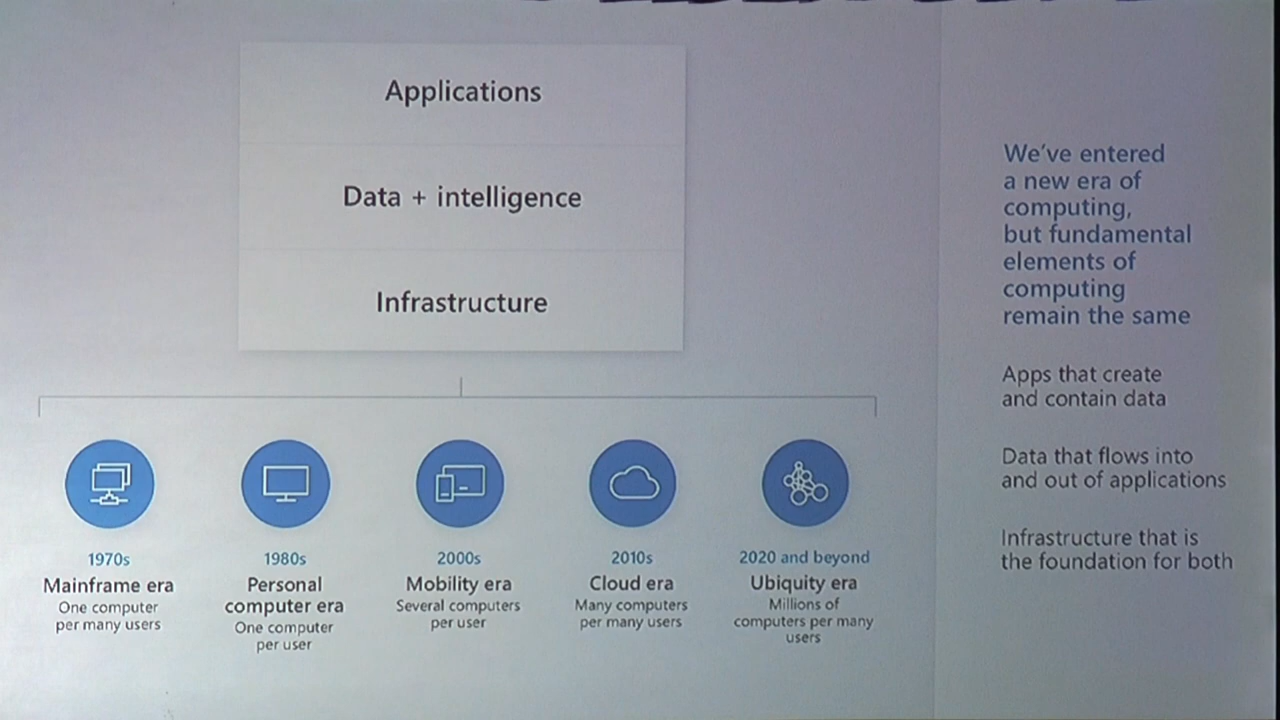 Applications
Data + intelligence
Infrastructure
1970s
Mainframe era
One computer
per many users
1980s
Personal
computer era
One computer
per user
2000s
Mobility era
Several computers
per user
2010s
Cloud era
Many computers
per many users
2020 and beyond
Ubiquity era
Millions of
computers per many
users
We've entered
a new era of
computing,
but fundamental
elements of
computing
remain the same
Apps that create
and contain data
Data that flows into
and out of applications
Infrastructure that is
the foundation for both